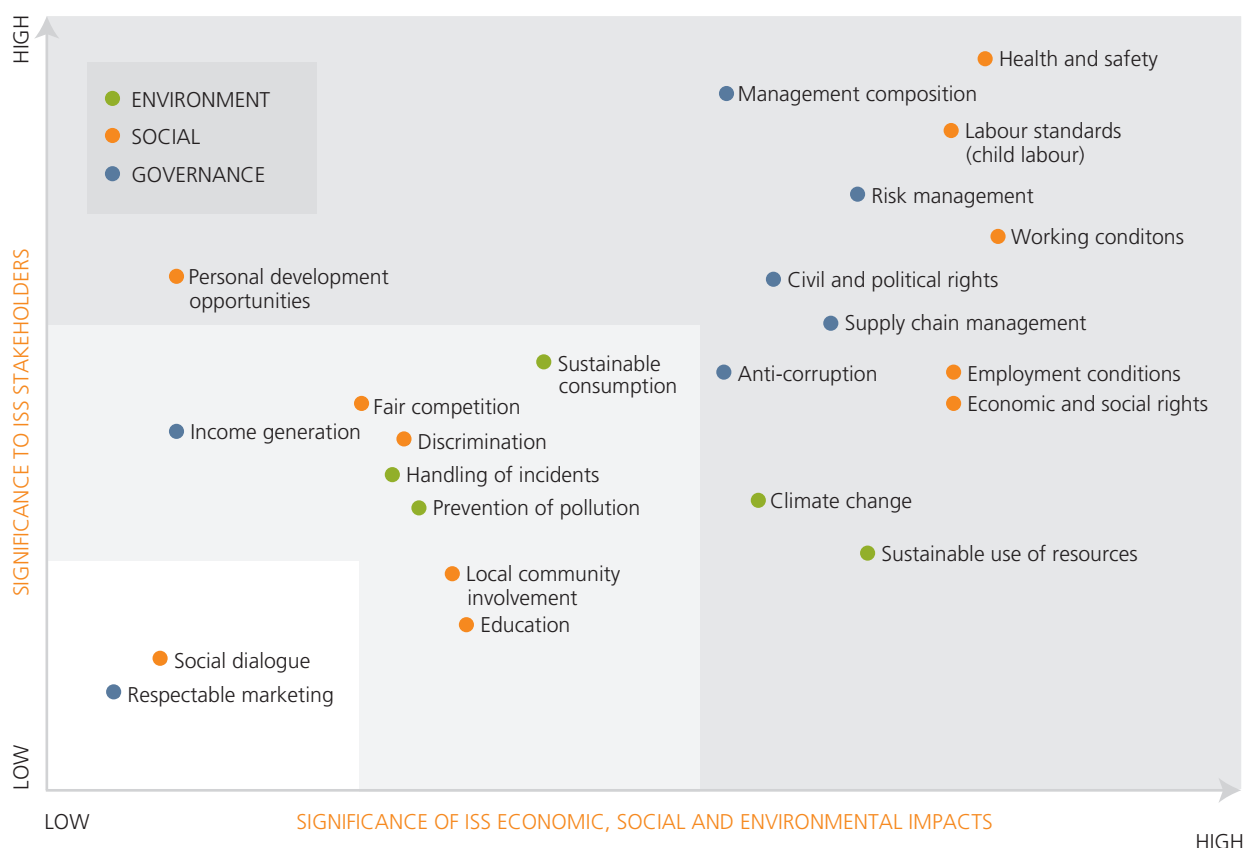 HIGH
ENVIRONMENT
SOCIAL
GOVERNANCE
Health and safety
Management composition
Labour standards
(child labour)
Risk management
Working conditons
Personal development
opportunities
Civil and political rights
Supply chain management
Sustainable
consumption
Anti-corruption
Employment conditions
Fair competition
Economic and social rights
Income generation
Discrimination
Handling of incidents
Prevention of pollution
Climate change
Sustainable use of resources
Local community
involvement
Education
Social dialogue
Respectable marketing
SIGNIFICANCE TO ISS STAKEHOLDERS
LOW
LOW
SIGNIFICANCE OF ISS ECONOMIC, SOCIAL AND ENVIRONMENTAL IMPACTS
HIGH